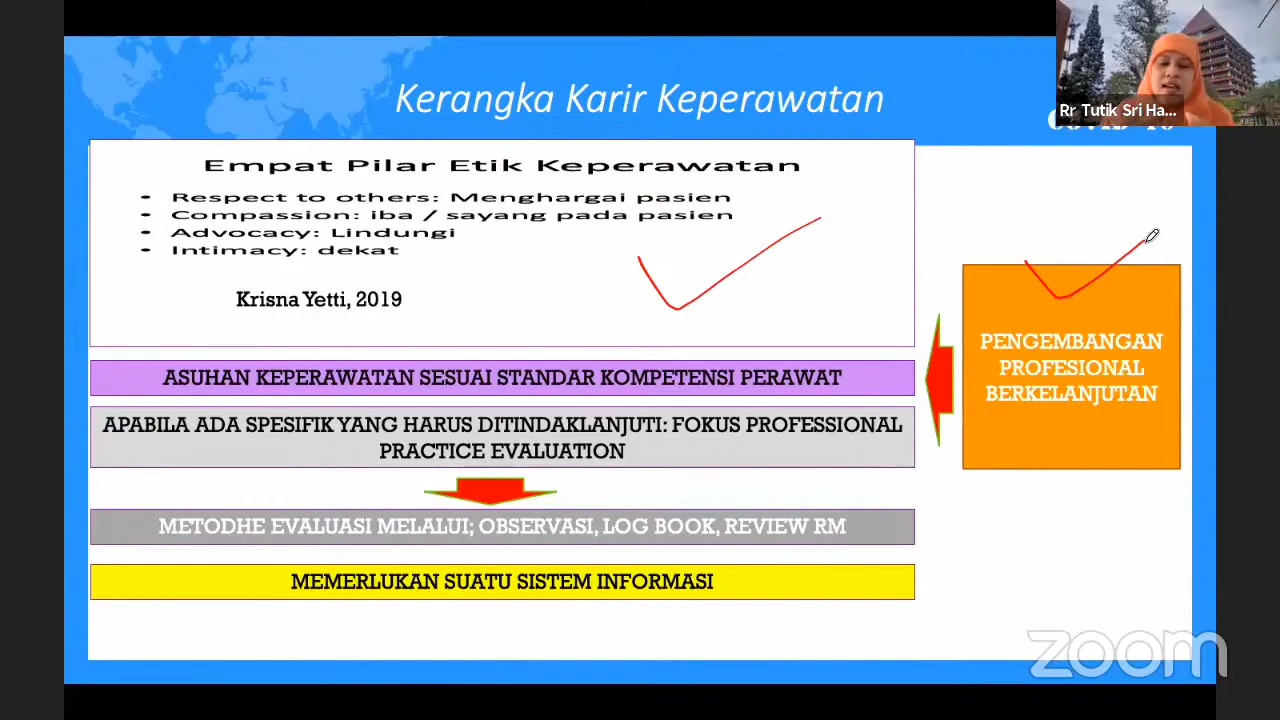 Kerangka Karir Keperawatan
Rr Tutik Sri Ha...
Empat Pilar Etik Keperawatan
• Respect to others: Menghargai pasien
• Compassion: iba / sayang pada pasien
• Advocacy: Lindungi
• Intimacy: dekat
Krisna Yetti, 2019
ASUHAN KEPERAWATAN SESUAI STANDAR KOMPETENSI PERAWAT
APABILA ADA SPESIFIK YANG HARUS DITINDAKLANJUTI: FOKUS PROFESSIONAL
PRACTICE EVALUATION
METODHE EVALUASI MELALUI; OBSERVASI, LOG BOOK, REVIEW RM
MEMERLUKAN SUATU SISTEM INFORMASI
PENGEMBANGAN
PROFESIONAL
BERKELANJUTAN
zoom